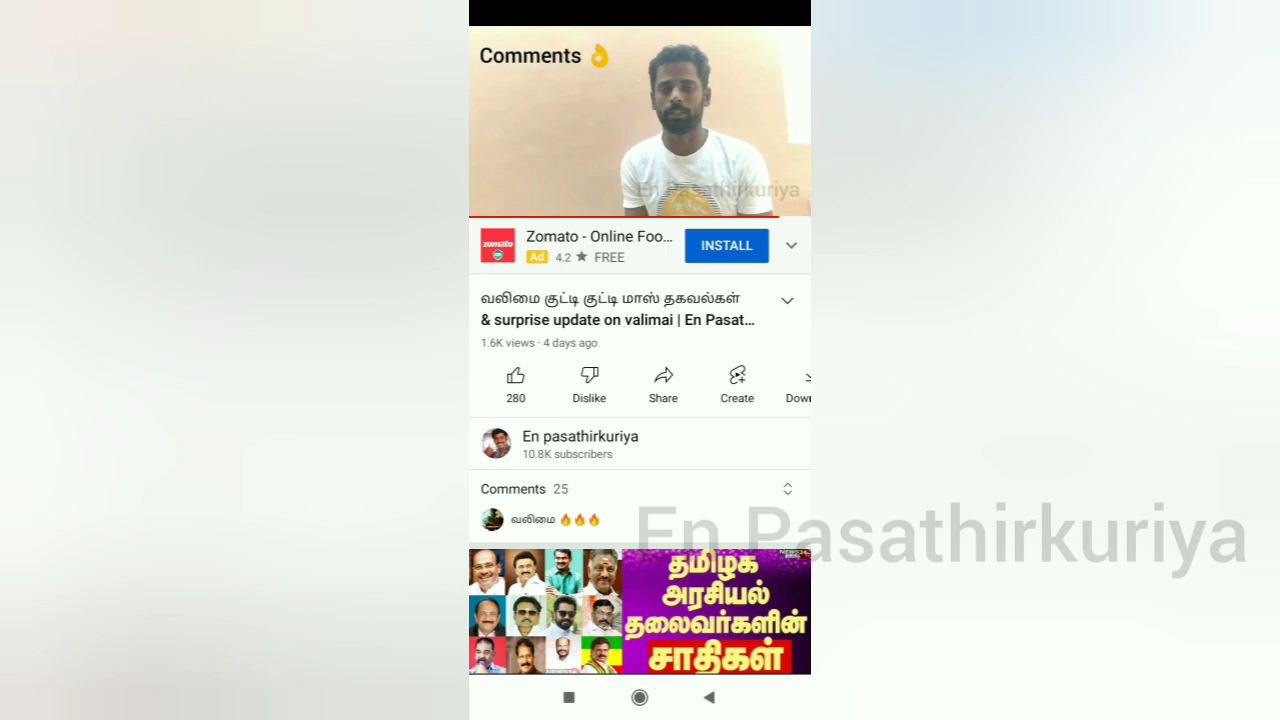 Comments 👌
En Pasathirkuriya
zomato
Zomato - Online Foo...
Ad 4.2 ★ FREE
INSTALL
வலிமை குட்டி குட்டி மாஸ் தகவல்கள்
& surprise update on valimai | En Pasat...
1.6K views · 4 days ago
280
Dislike
Share
Create
Down
En pasathirkuriya
10.8K subscribers
Comments 25
வலிமை 🔥🔥🔥
En Pasathirkuriya
தமிழக
அரசியல்
தலைவர்களின்
சாதிகள்